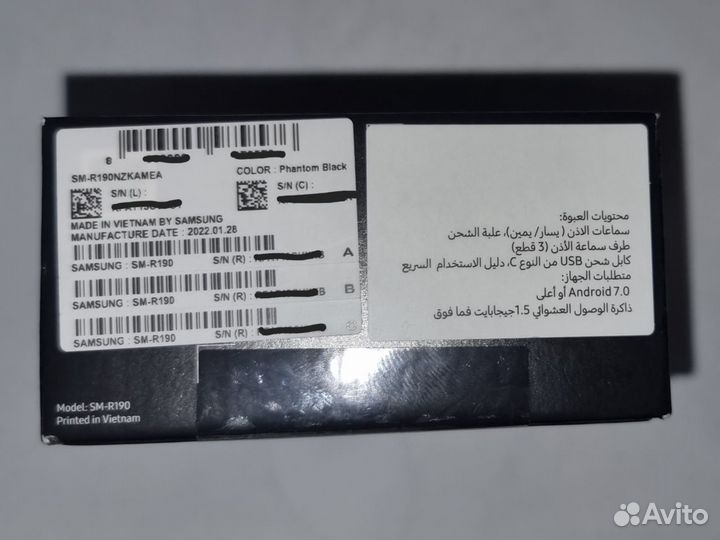 8
SM-R190NZKAMEA
COLOR : Phantom Black
S/N (L) :
S/N (C) :
MADE IN VIETNAM BY SAMSUNG
MANUFACTURE DATE : 2022.01.28
SAMSUNG : SM-R190 S/N (R) : B A
SAMSUNG : SM-R190 S/N (R) : B B
SAMSUNG : SM-R190 S/N (R) :
محتويات العبوة:
سماعات الاذن (يسار/ يمين)، علبة الشحن
طرف سماعة الأذن (3 قطع)
كابل شحن USB من النوع C، دليل الاستخدام السريع
متطلبات الجهاز:
Android 7.0 أو أعلى
ذاكرة الوصول العشوائي 1.5جيجابايت فما فوق
Model: SM-R190
Printed in Vietnam
Avito